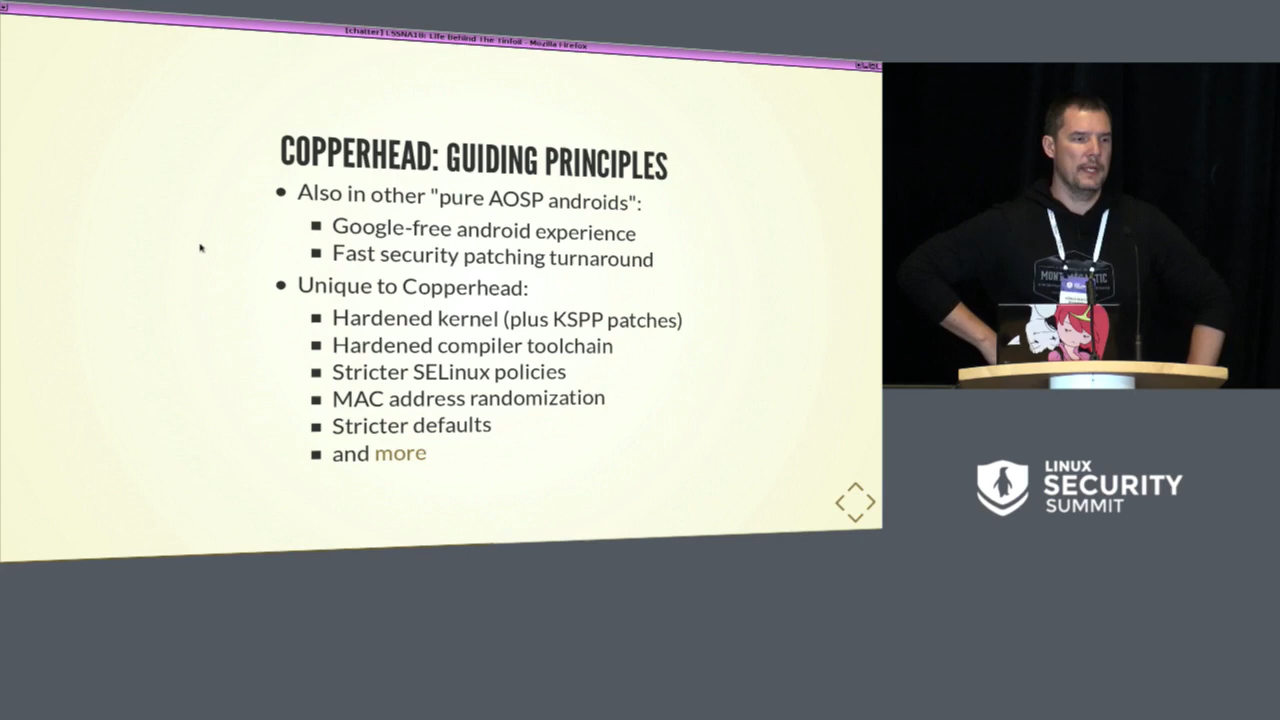 [chatter] LSSNA18: Life Behind The Tinfoil - Mozilla Firefox
COPPERHEAD: GUIDING PRINCIPLES
Also in other "pure AOSP androids":
Google-free android experience
Fast security patching turnaround
Unique to Copperhead:
Hardened kernel (plus KSPP patches)
Hardened compiler toolchain
Stricter SELinux policies
MAC address randomization
Stricter defaults
and more
LINUX
SECURITY
SUMMIT